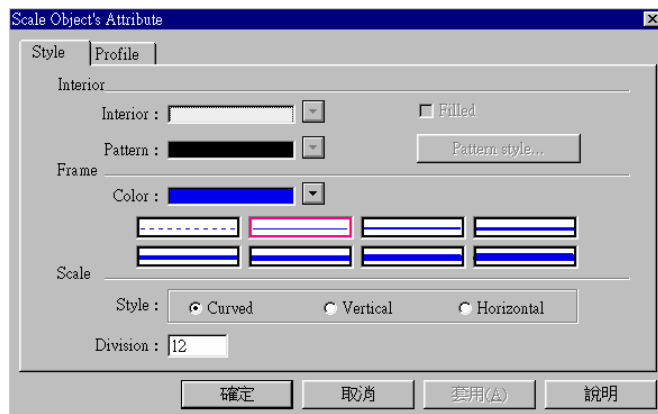 Scale Object's Attribute
Style Profile
Interior
Interior : Filled
Pattern : Pattern style...
Frame
Color :
Scale
Style : Curved Vertical Horizontal
Division : 12
確定 取消 套用(A) 說明